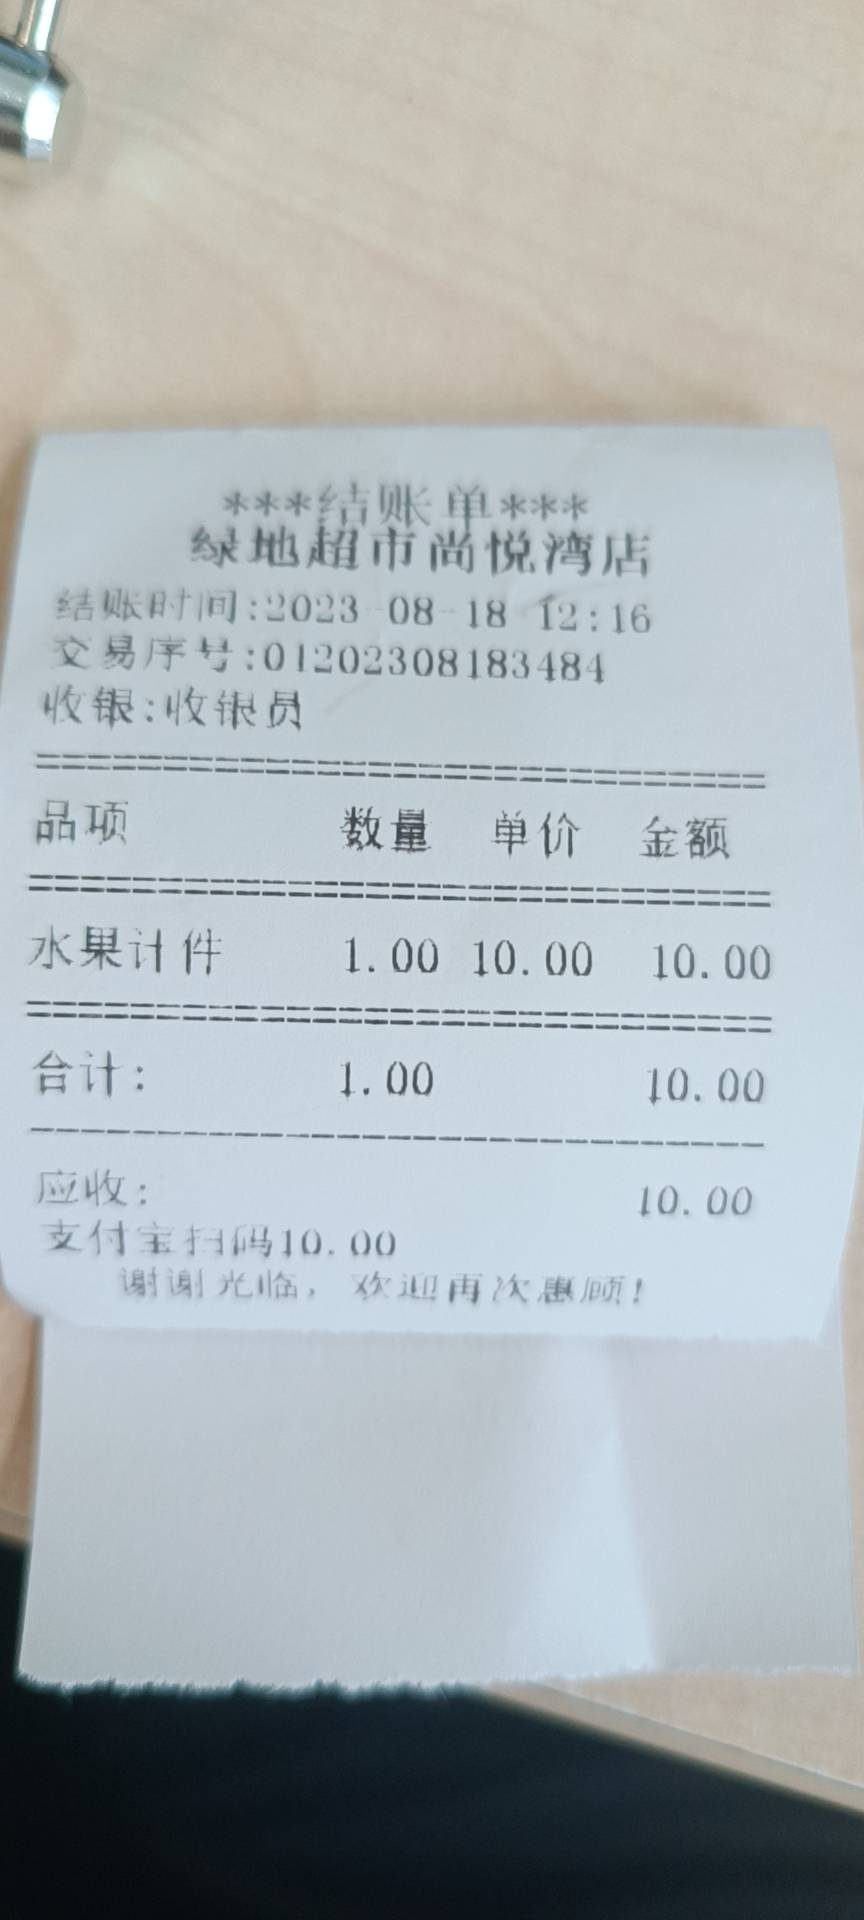 ***结账单***
绿地超市尚悦湾店
结账时间:2023-08-18 12:16
交易序号:01202308183484
收银:收银员
==============================
品项 数量 单价 金额
==============================
水果计件 1.00 10.00 10.00
==============================
合计: 1.00 10.00
------------------------------
应收: 10.00
支付宝扫码10.00
谢谢光临，欢迎再次惠顾!